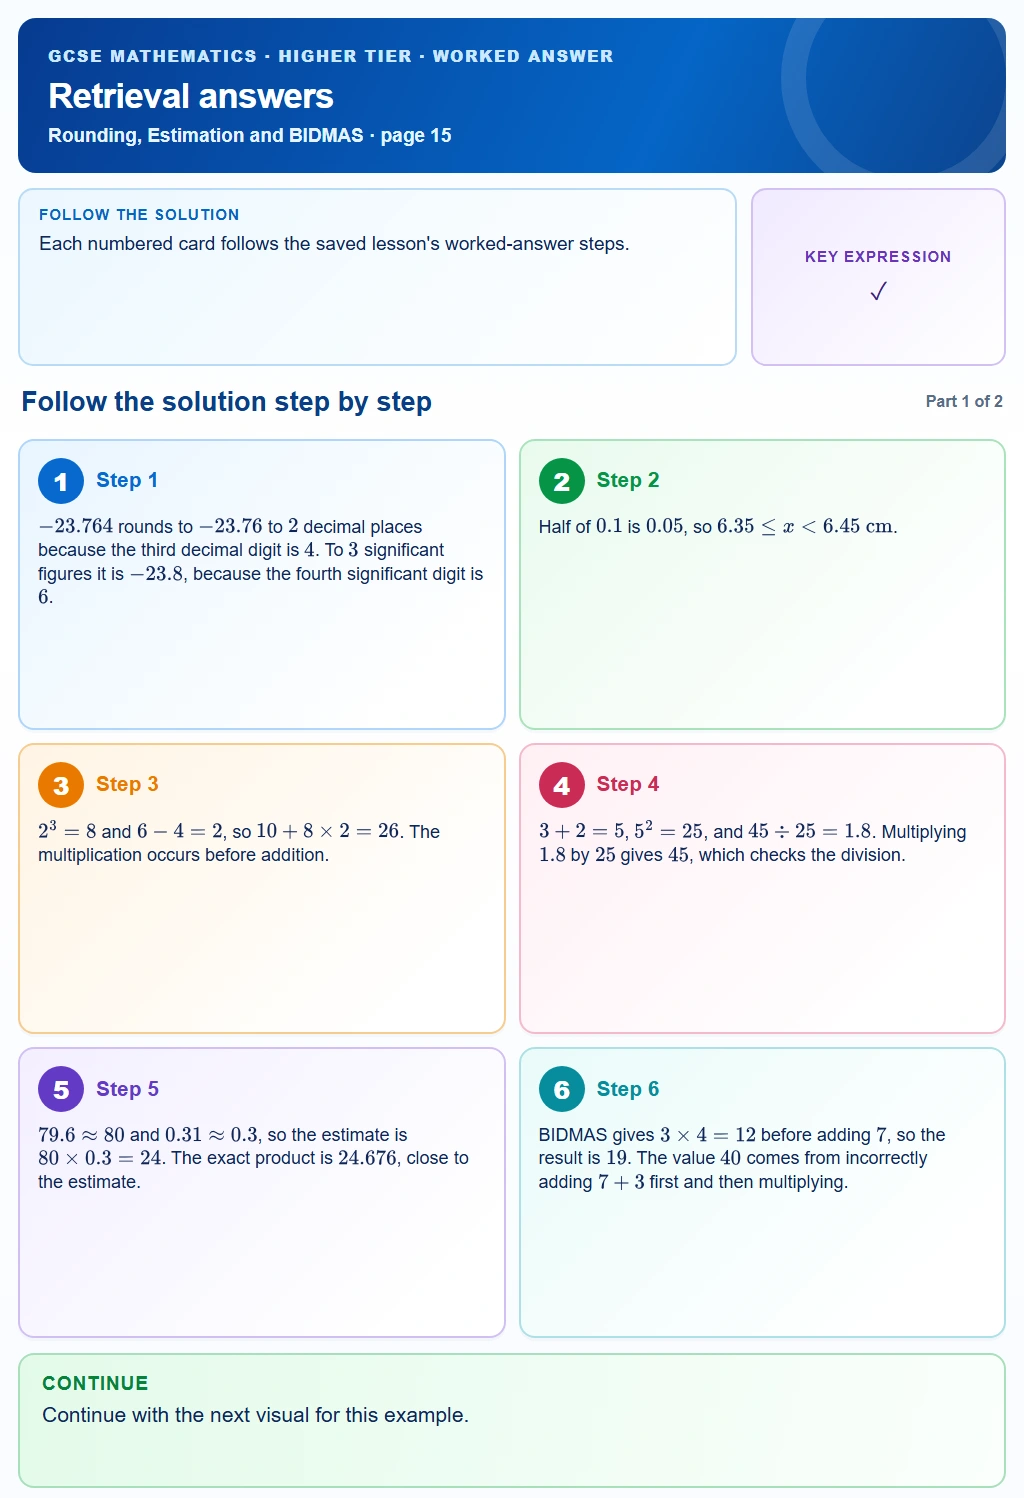 GCSE MATHEMATICS · HIGHER TIER · WORKED ANSWER
Retrieval answers
Rounding, Estimation and BIDMAS · page 15
FOLLOW THE SOLUTION
Each numbered card follows the saved lesson's worked-answer steps.
KEY EXPRESSION
✓
Follow the solution step by step
Part 1 of 2
1 Step 1
−23.764 rounds to −23.76 to 2 decimal places
because the third decimal digit is 4. To 3 significant
figures it is −23.8, because the fourth significant digit is
6.
2 Step 2
Half of 0.1 is 0.05, so 6.35 ≤ x < 6.45 cm.
3 Step 3
2³ = 8 and 6 − 4 = 2, so 10 + 8 × 2 = 26. The
multiplication occurs before addition.
4 Step 4
3 + 2 = 5, 5² = 25, and 45 ÷ 25 = 1.8. Multiplying
1.8 by 25 gives 45, which checks the division.
5 Step 5
79.6 ≈ 80 and 0.31 ≈ 0.3, so the estimate is
80 × 0.3 = 24. The exact product is 24.676, close to
the estimate.
6 Step 6
BIDMAS gives 3 × 4 = 12 before adding 7, so the
result is 19. The value 40 comes from incorrectly
adding 7 + 3 first and then multiplying.
CONTINUE
Continue with the next visual for this example.